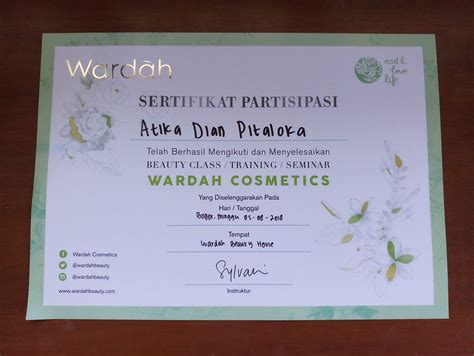 Wardah
earth
love
life
SERTIFIKAT PARTISIPASI
Atika Dian Pitaloka
Telah Berhasil Mengikuti dan Menyelesaikan
BEAUTY CLASS / TRAINING / SEMINAR
WARDAH COSMETICS
Yang Diselenggarakan Pada
Hari / Tanggal
Bogor, minggu 05-08-2018
Tempat
Wardah Beauty House
Sylvani
Instruktur
Wardah Cosmetics
@wardahbeauty
@wardahbeauty
www.wardahbeauty.com